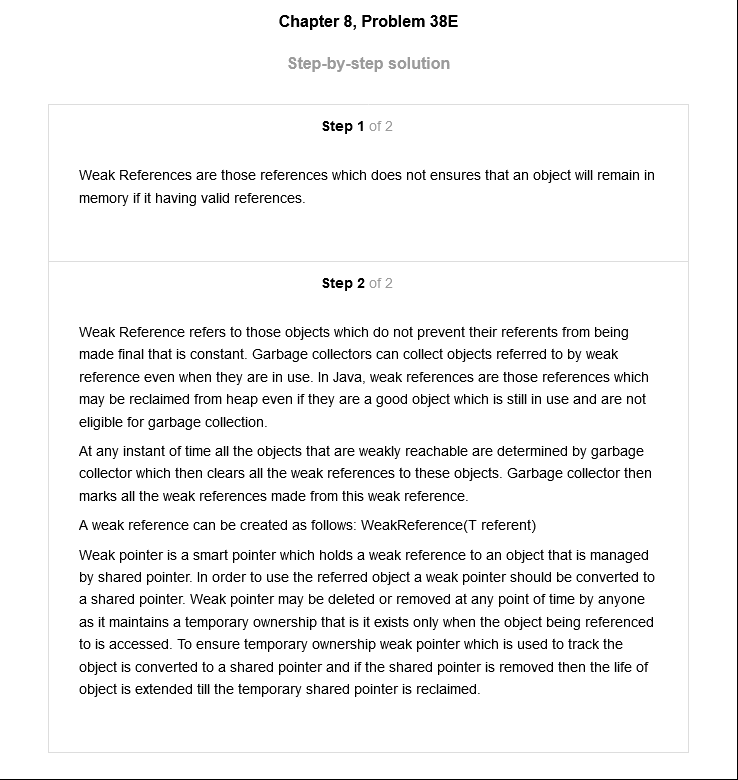 Chapter 8, Problem 38E
Step-by-step solution
Step 1 of 2
Weak References are those references which does not ensures that an object will remain in
memory if it having valid references.
Step 2 of 2
Weak Reference refers to those objects which do not prevent their referents from being
made final that is constant. Garbage collectors can collect objects referred to by weak
reference even when they are in use. In Java, weak references are those references which
may be reclaimed from heap even if they are a good object which is still in use and are not
eligible for garbage collection.
At any instant of time all the objects that are weakly reachable are determined by garbage
collector which then clears all the weak references to these objects. Garbage collector then
marks all the weak references made from this weak reference.
A weak reference can be created as follows: WeakReference(T referent)
Weak pointer is a smart pointer which holds a weak reference to an object that is managed
by shared pointer. In order to use the referred object a weak pointer should be converted to
a shared pointer. Weak pointer may be deleted or removed at any point of time by anyone
as it maintains a temporary ownership that is it exists only when the object being referenced
to is accessed. To ensure temporary ownership weak pointer which is used to track the
object is converted to a shared pointer and if the shared pointer is removed then the life of
object is extended till the temporary shared pointer is reclaimed.